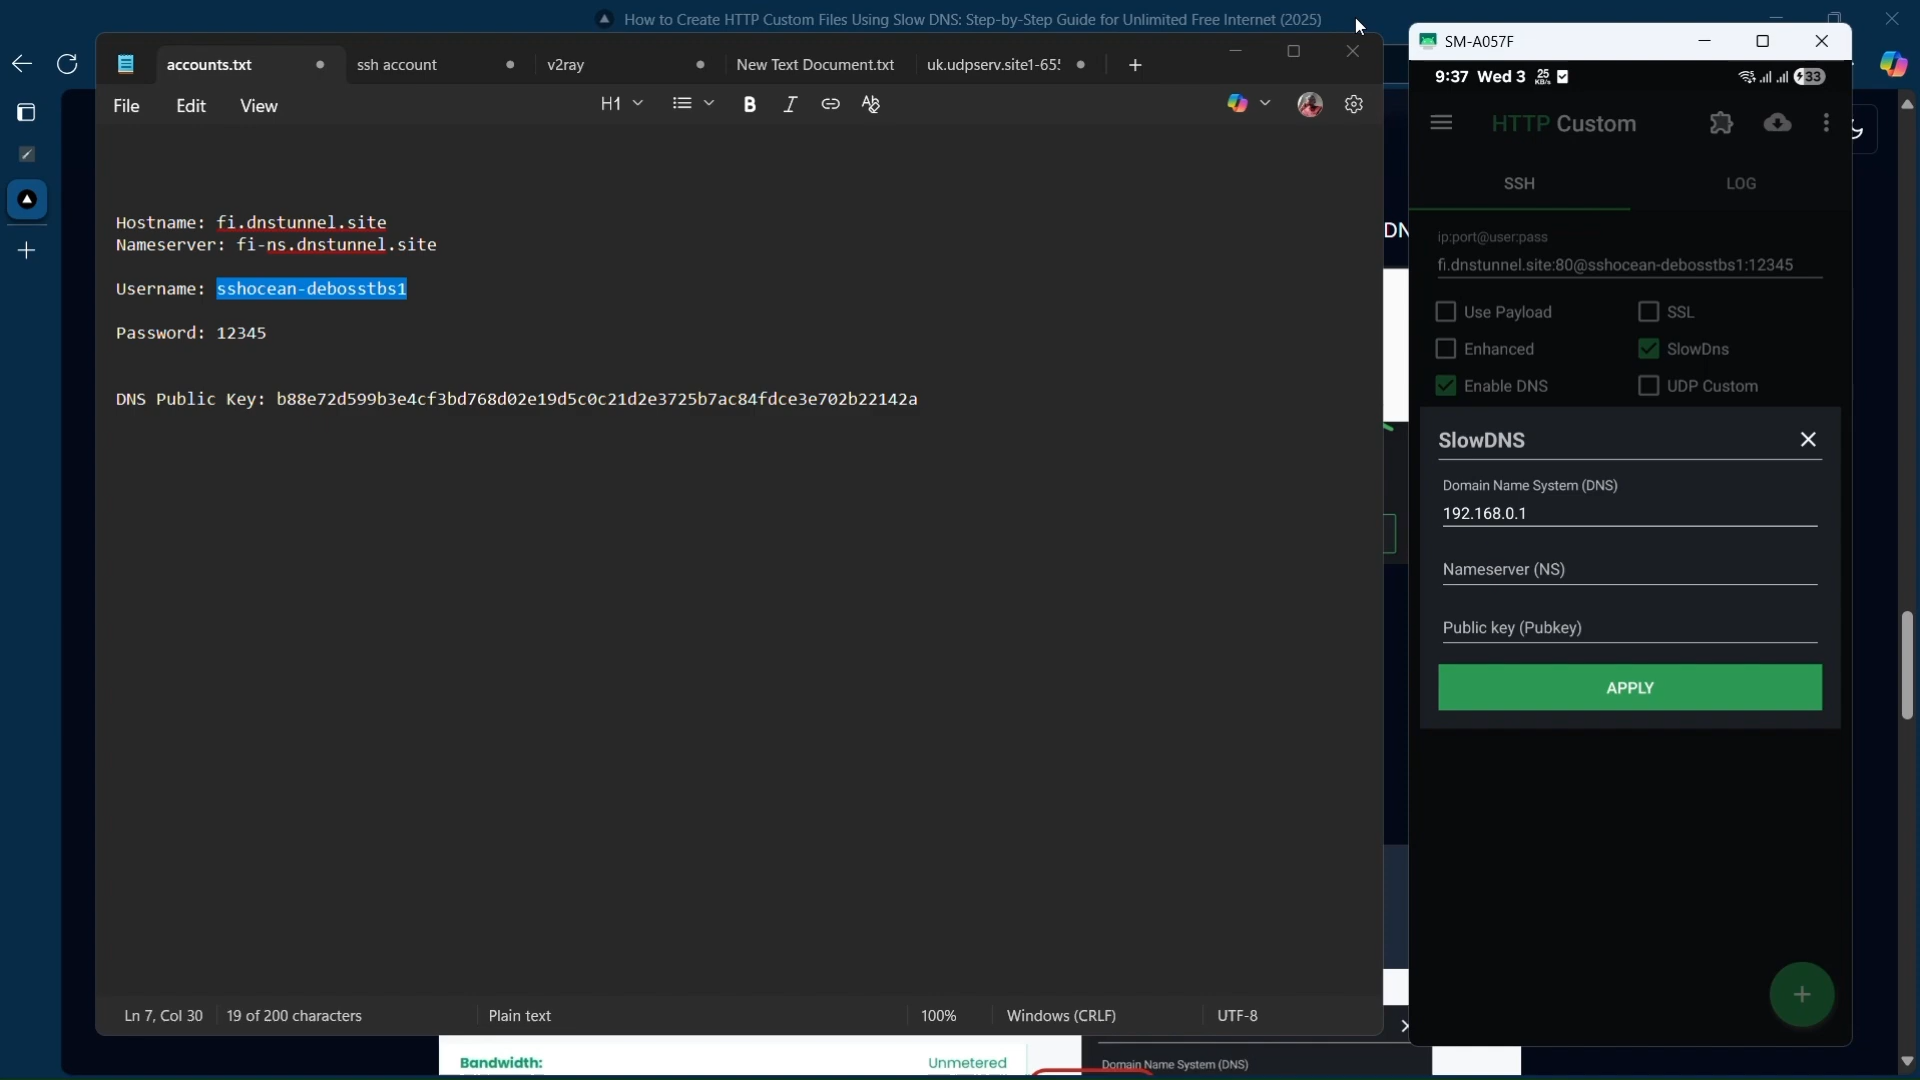 How to Create HTTP Custom Files Using Slow DNS: Step-by-Step Guide for Unlimited Free Internet (2025)
accounts.txt
ssh account
v2ray
New Text Document.txt
uk.udpserv.site1-65
File
Edit
View
H1
B
I
Hostname: fi.dnstunnel.site
Nameserver: fi-ns.dnstunnel.site
Username: sshocean-debosstbs1
Password: 12345
DNS Public Key: b88e72d599b3e4cf3bd768d02e19d5c0c21d2e3725b7ac84fdce3e702b22142a
Ln 7, Col 30
19 of 200 characters
Plain text
100%
Windows (CRLF)
UTF-8
Bandwidth:
Unmetered
Domain Name System (DNS)
DN
SM-A057F
9:37 Wed 3
25
KB/s
33
HTTP Custom
SSH
LOG
ip:port@user:pass
fi.dnstunnel.site:80@sshocean-debosstbs1:12345
Use Payload
SSL
Enhanced
SlowDns
Enable DNS
UDP Custom
SlowDNS
Domain Name System (DNS)
192.168.0.1
Nameserver (NS)
Public key (Pubkey)
APPLY